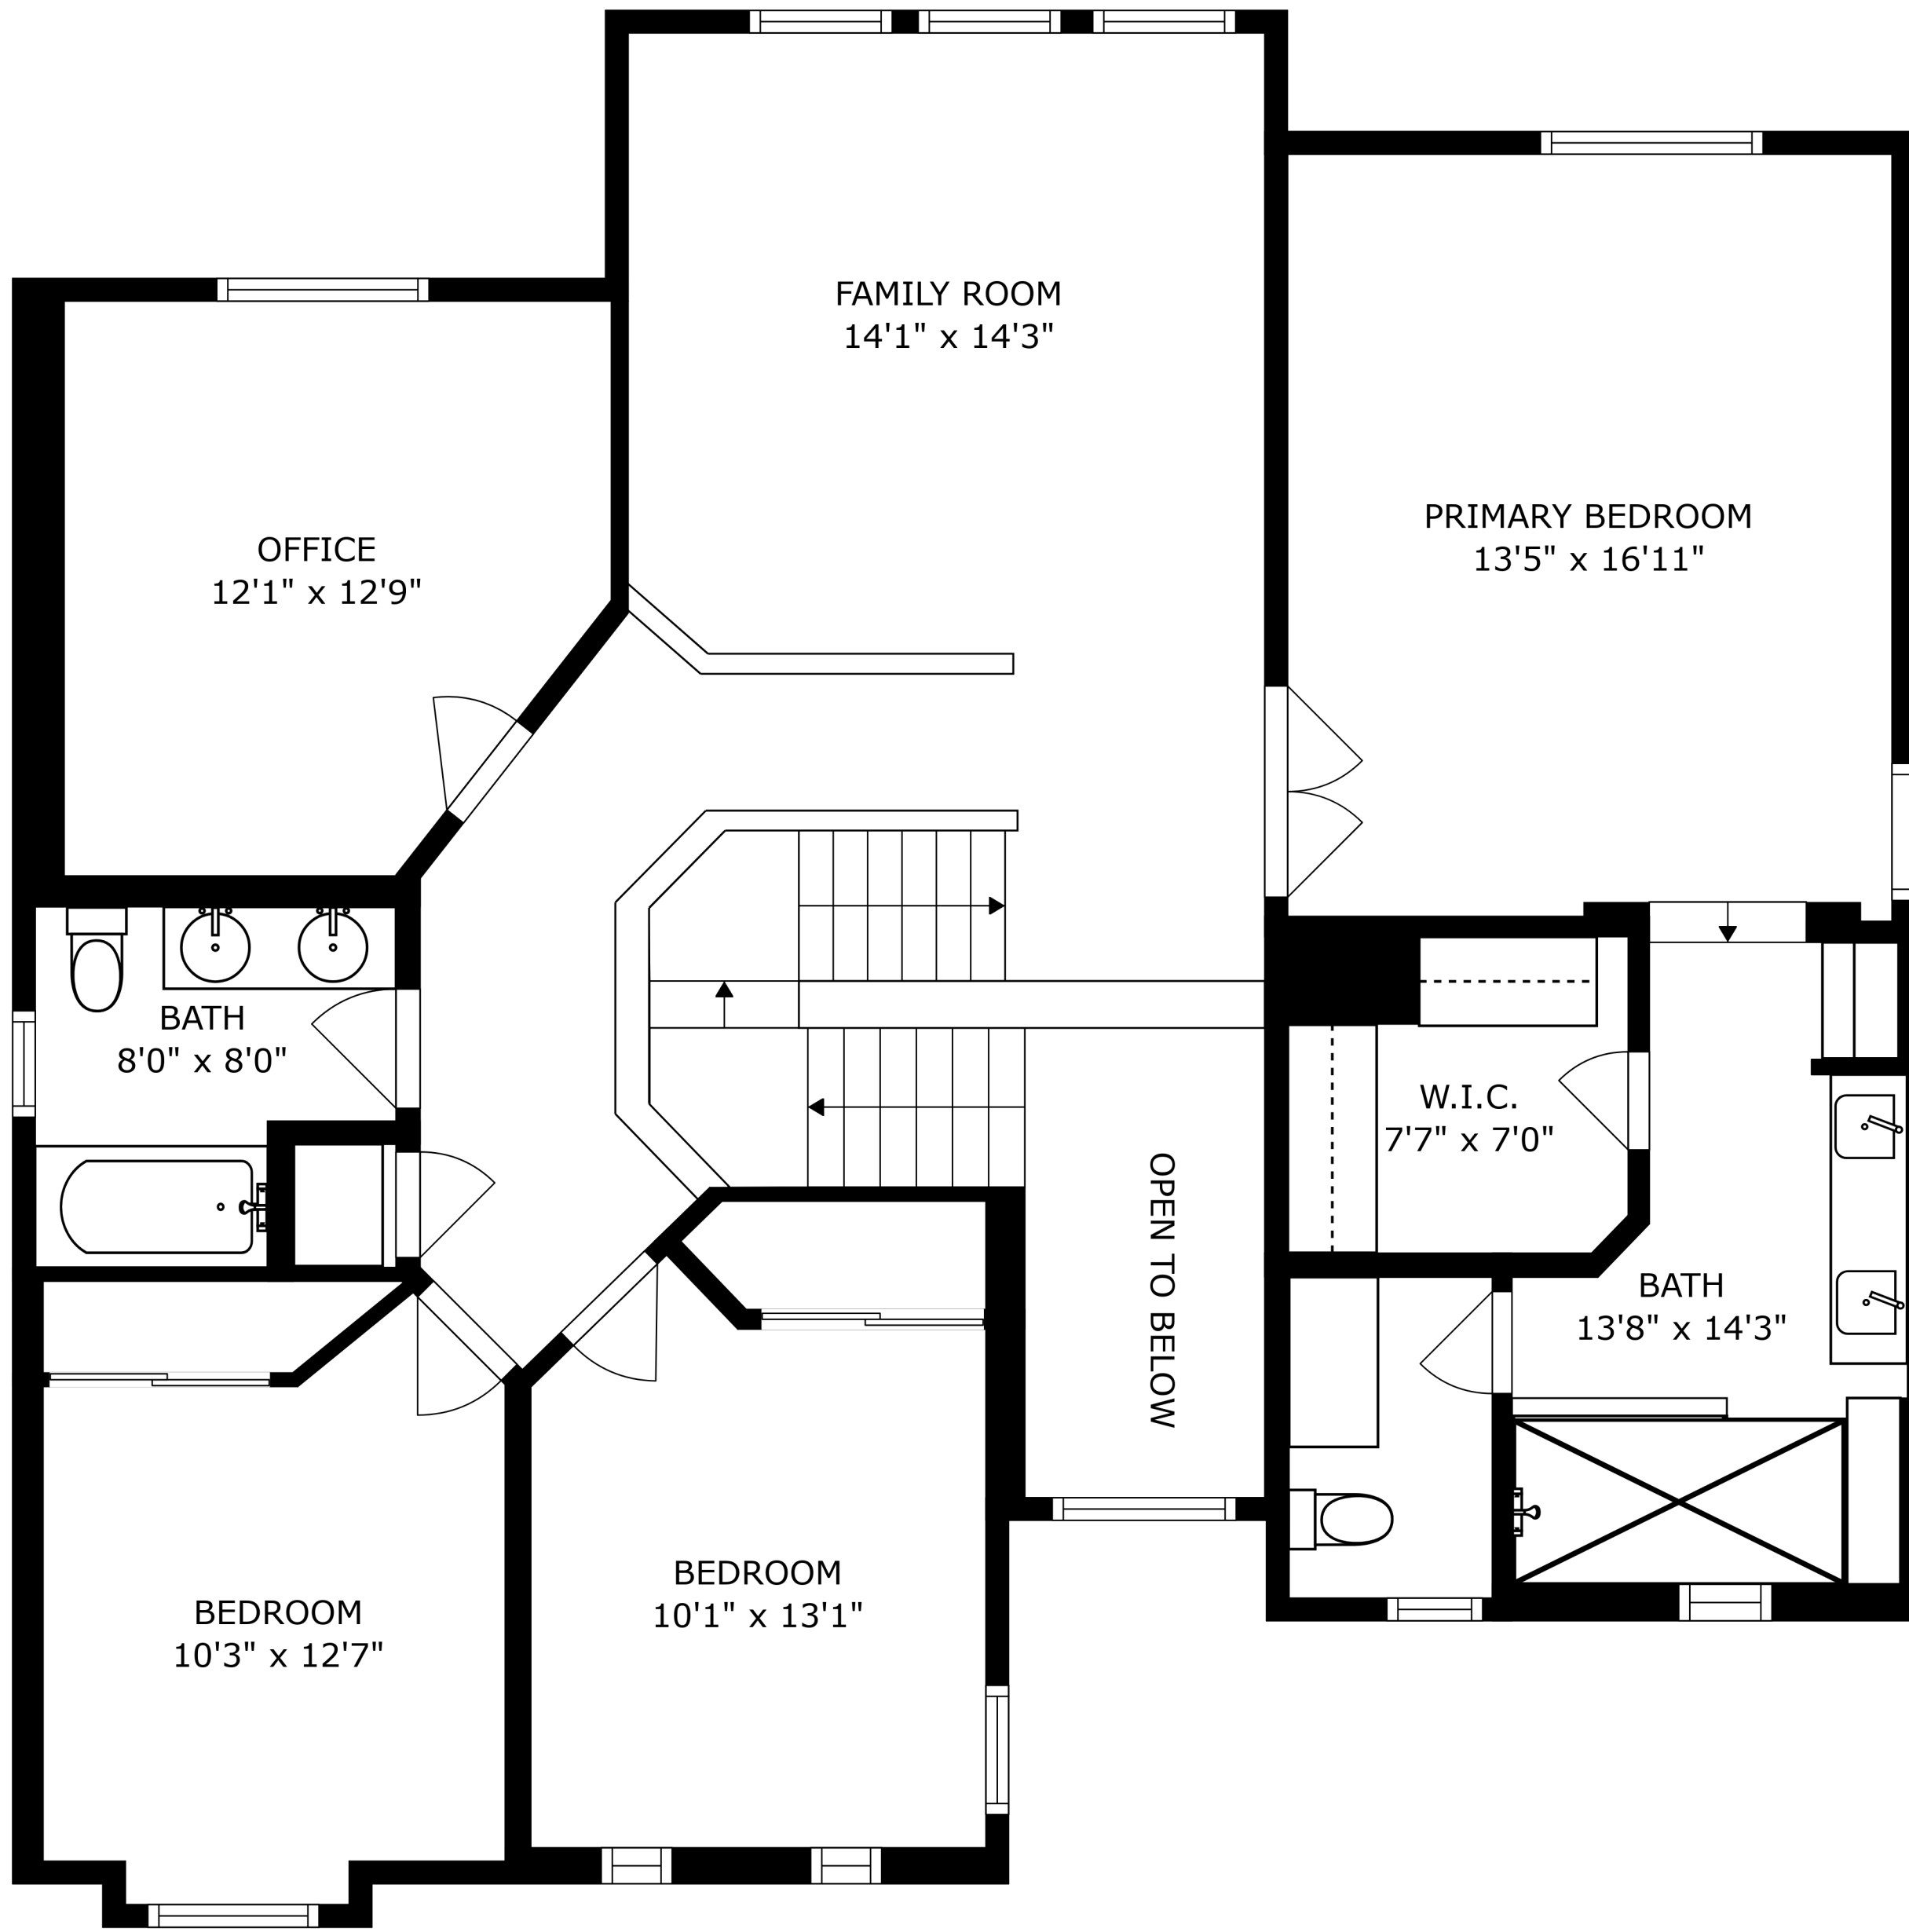 FAMILY ROOM
14'1" x 14'3"
PRIMARY BEDROOM
13'5" x 16'11"
OFFICE
12'1" x 12'9"
BATH
8'0" x 8'0"
W.I.C.
7'7" x 7'0"
OPEN TO BELOW
BATH
13'8" x 14'3"
BEDROOM
10'1" x 13'1"
BEDROOM
10'3" x 12'7"